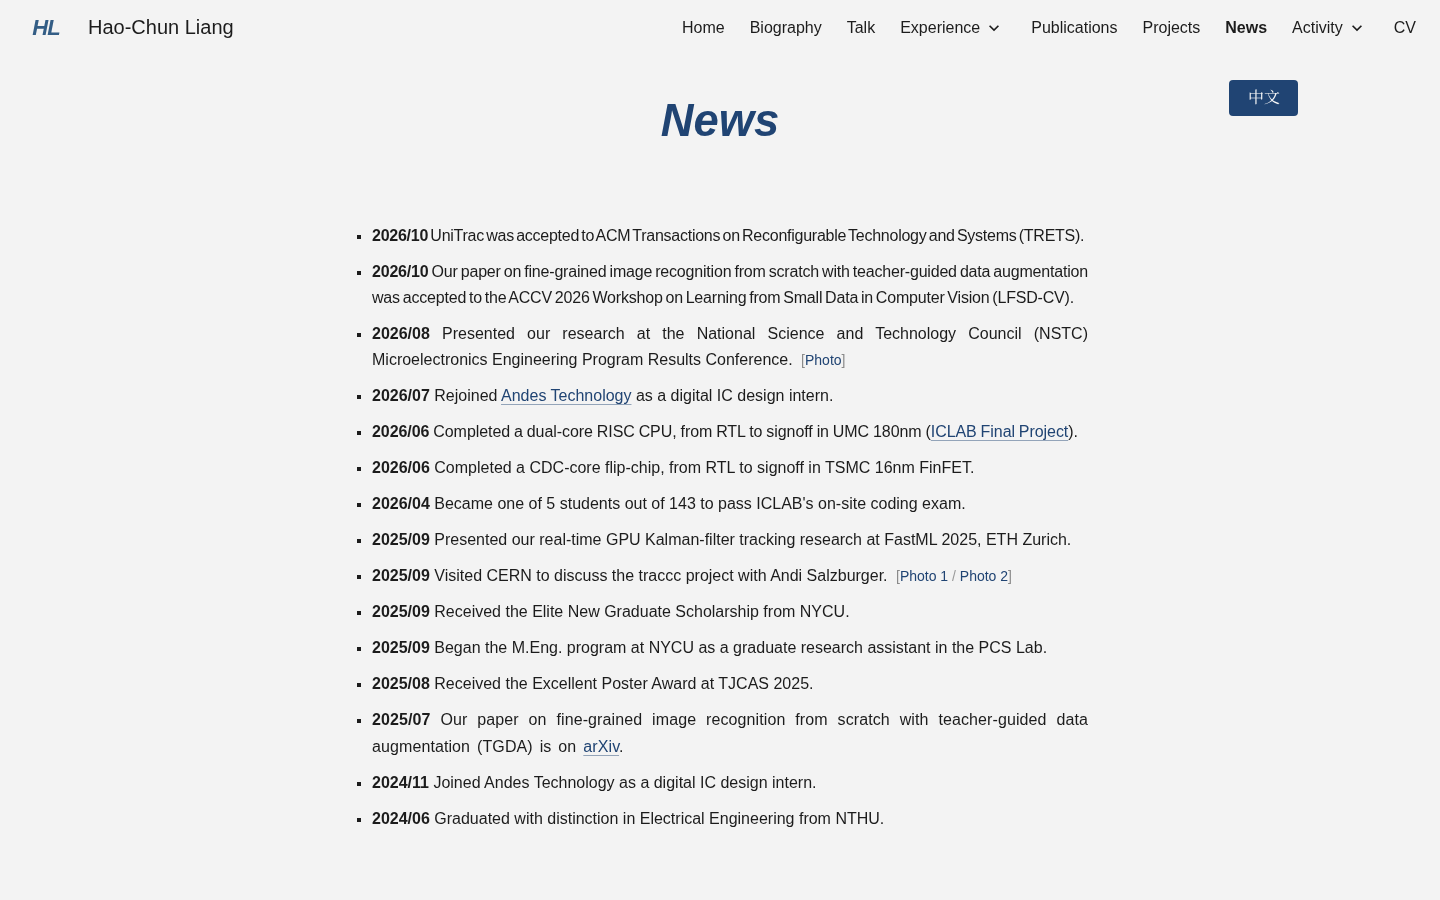 HL Hao-Chun Liang Home Biography Talk Experience Publications Projects News Activity CV
中文
News
2026/10 UniTrac was accepted to ACM Transactions on Reconfigurable Technology and Systems (TRETS).
2026/10 Our paper on fine-grained image recognition from scratch with teacher-guided data augmentation
was accepted to the ACCV 2026 Workshop on Learning from Small Data in Computer Vision (LFSD-CV).
2026/08 Presented our research at the National Science and Technology Council (NSTC)
Microelectronics Engineering Program Results Conference. [Photo]
2026/07 Rejoined Andes Technology as a digital IC design intern.
2026/06 Completed a dual-core RISC CPU, from RTL to signoff in UMC 180nm (ICLAB Final Project).
2026/06 Completed a CDC-core flip-chip, from RTL to signoff in TSMC 16nm FinFET.
2026/04 Became one of 5 students out of 143 to pass ICLAB's on-site coding exam.
2025/09 Presented our real-time GPU Kalman-filter tracking research at FastML 2025, ETH Zurich.
2025/09 Visited CERN to discuss the traccc project with Andi Salzburger. [Photo 1 / Photo 2]
2025/09 Received the Elite New Graduate Scholarship from NYCU.
2025/09 Began the M.Eng. program at NYCU as a graduate research assistant in the PCS Lab.
2025/08 Received the Excellent Poster Award at TJCAS 2025.
2025/07 Our paper on fine-grained image recognition from scratch with teacher-guided data
augmentation (TGDA) is on arXiv.
2024/11 Joined Andes Technology as a digital IC design intern.
2024/06 Graduated with distinction in Electrical Engineering from NTHU.